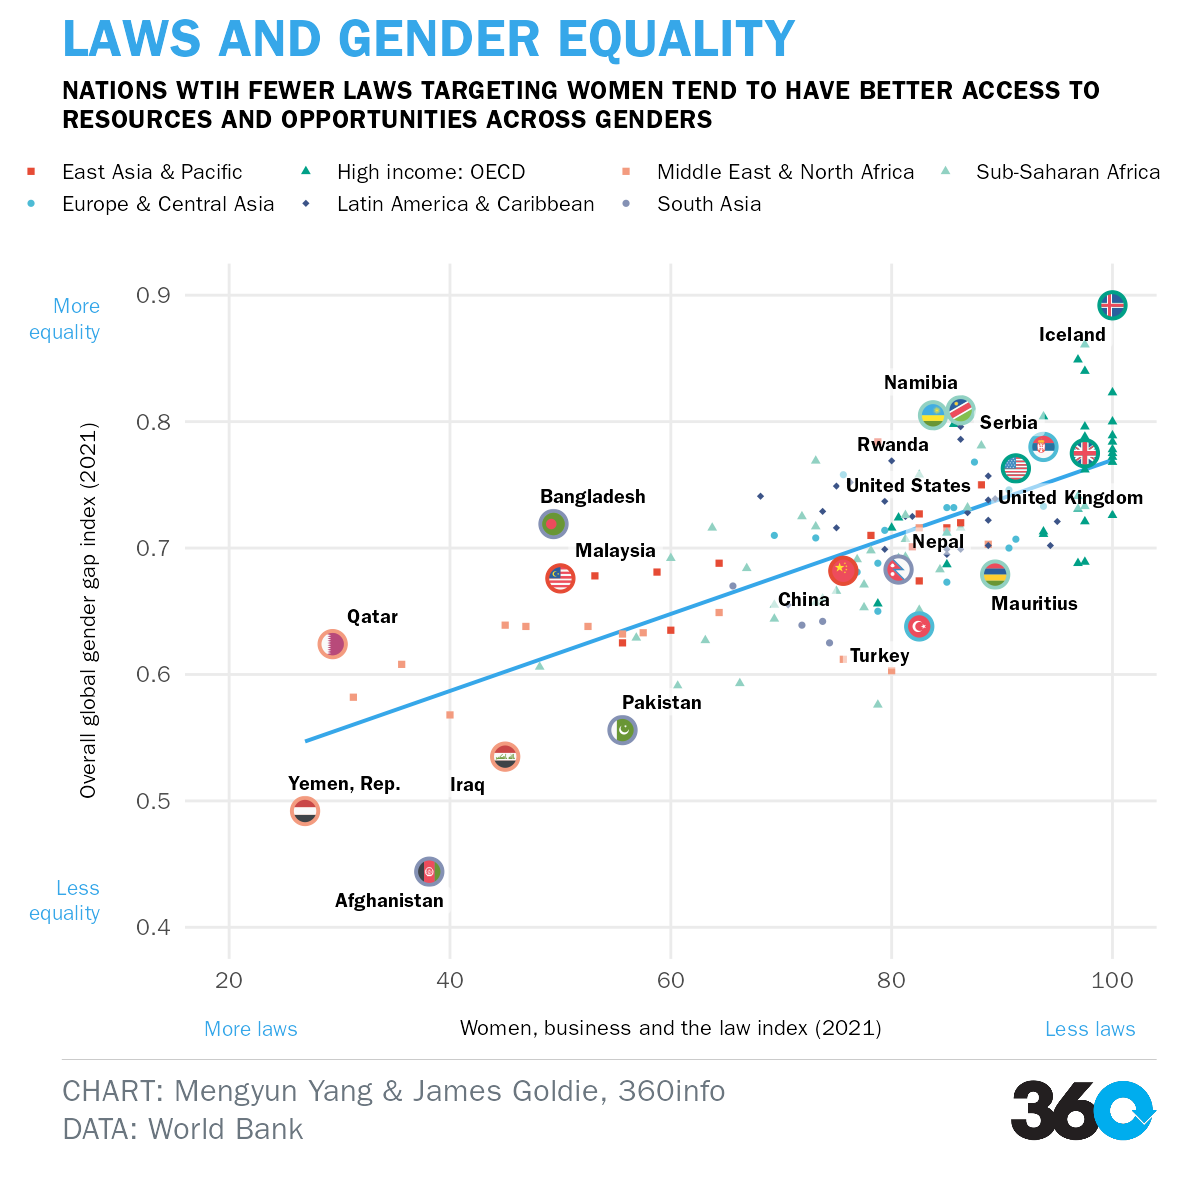 LAWS AND GENDER EQUALITY
NATIONS WTIH FEWER LAWS TARGETING WOMEN TEND TO HAVE BETTER ACCESS TO
RESOURCES AND OPPORTUNITIES ACROSS GENDERS
East Asia & Pacific
High income: OECD
Middle East & North Africa
Sub-Saharan Africa
Europe & Central Asia
Latin America & Caribbean
South Asia
More
equality
0.9
0.8
0.7
0.6
0.5
0.4
Less
equality
Overall global gender gap index (2021)
Iceland
Namibia
Serbia
Rwanda
United States
United Kingdom
Bangladesh
Malaysia
Nepal
China
Mauritius
Qatar
Turkey
Pakistan
Yemen, Rep.
Iraq
Afghanistan
20
40
60
80
100
More laws
Women, business and the law index (2021)
Less laws
CHART: Mengyun Yang & James Goldie, 360info
DATA: World Bank
360